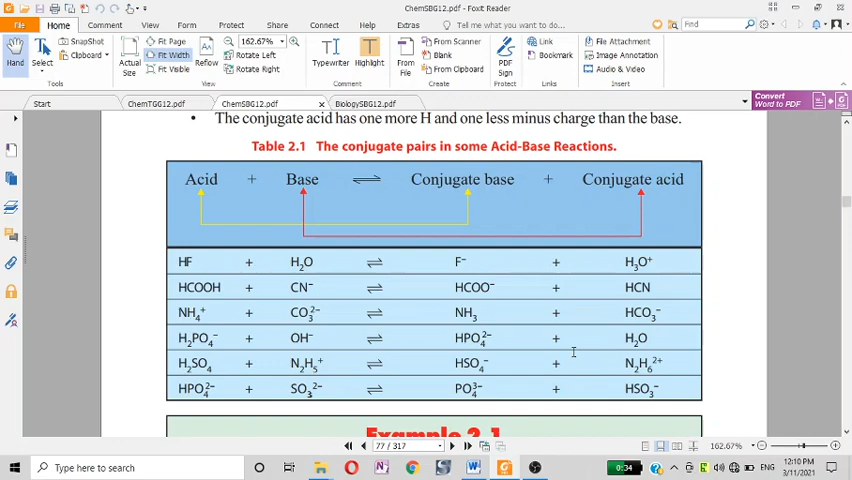 ChemSBG12.pdf - Foxit Reader
File Home Comment View Form Protect Share Connect Help Extras Tell me what you want to do... Find
Hand Select SnapShot Clipboard Actual Size Fit Page Fit Width Fit Visible Reflow 162.67% Rotate Left Rotate Right Typewriter Highlight From File From Scanner Blank From Clipboard PDF Sign Link Bookmark File Attachment Image Annotation Audio & Video
Tools View Comment Create Protect Links Insert
Start ChemTGG12.pdf ChemSBG12.pdf BiologySBG12.pdf Convert Word to PDF
• The conjugate acid has one more H and one less minus charge than the base.
Table 2.1 The conjugate pairs in some Acid-Base Reactions.
Acid + Base ⇌ Conjugate base + Conjugate acid
HF + H₂O ⇌ F⁻ + H₃O⁺
HCOOH + CN⁻ ⇌ HCOO⁻ + HCN
NH₄⁺ + CO₃²⁻ ⇌ NH₃ + HCO₃⁻
H₂PO₄⁻ + OH⁻ ⇌ HPO₄²⁻ + H₂O
H₂SO₄ + N₂H₅⁺ ⇌ HSO₄⁻ + N₂H₆²⁺
HPO₄²⁻ + SO₃²⁻ ⇌ PO₄³⁻ + HSO₃⁻
Example 2.1
77 / 317 162.67%
Type here to search 0:34 ENG 12:10 PM
3/11/2021